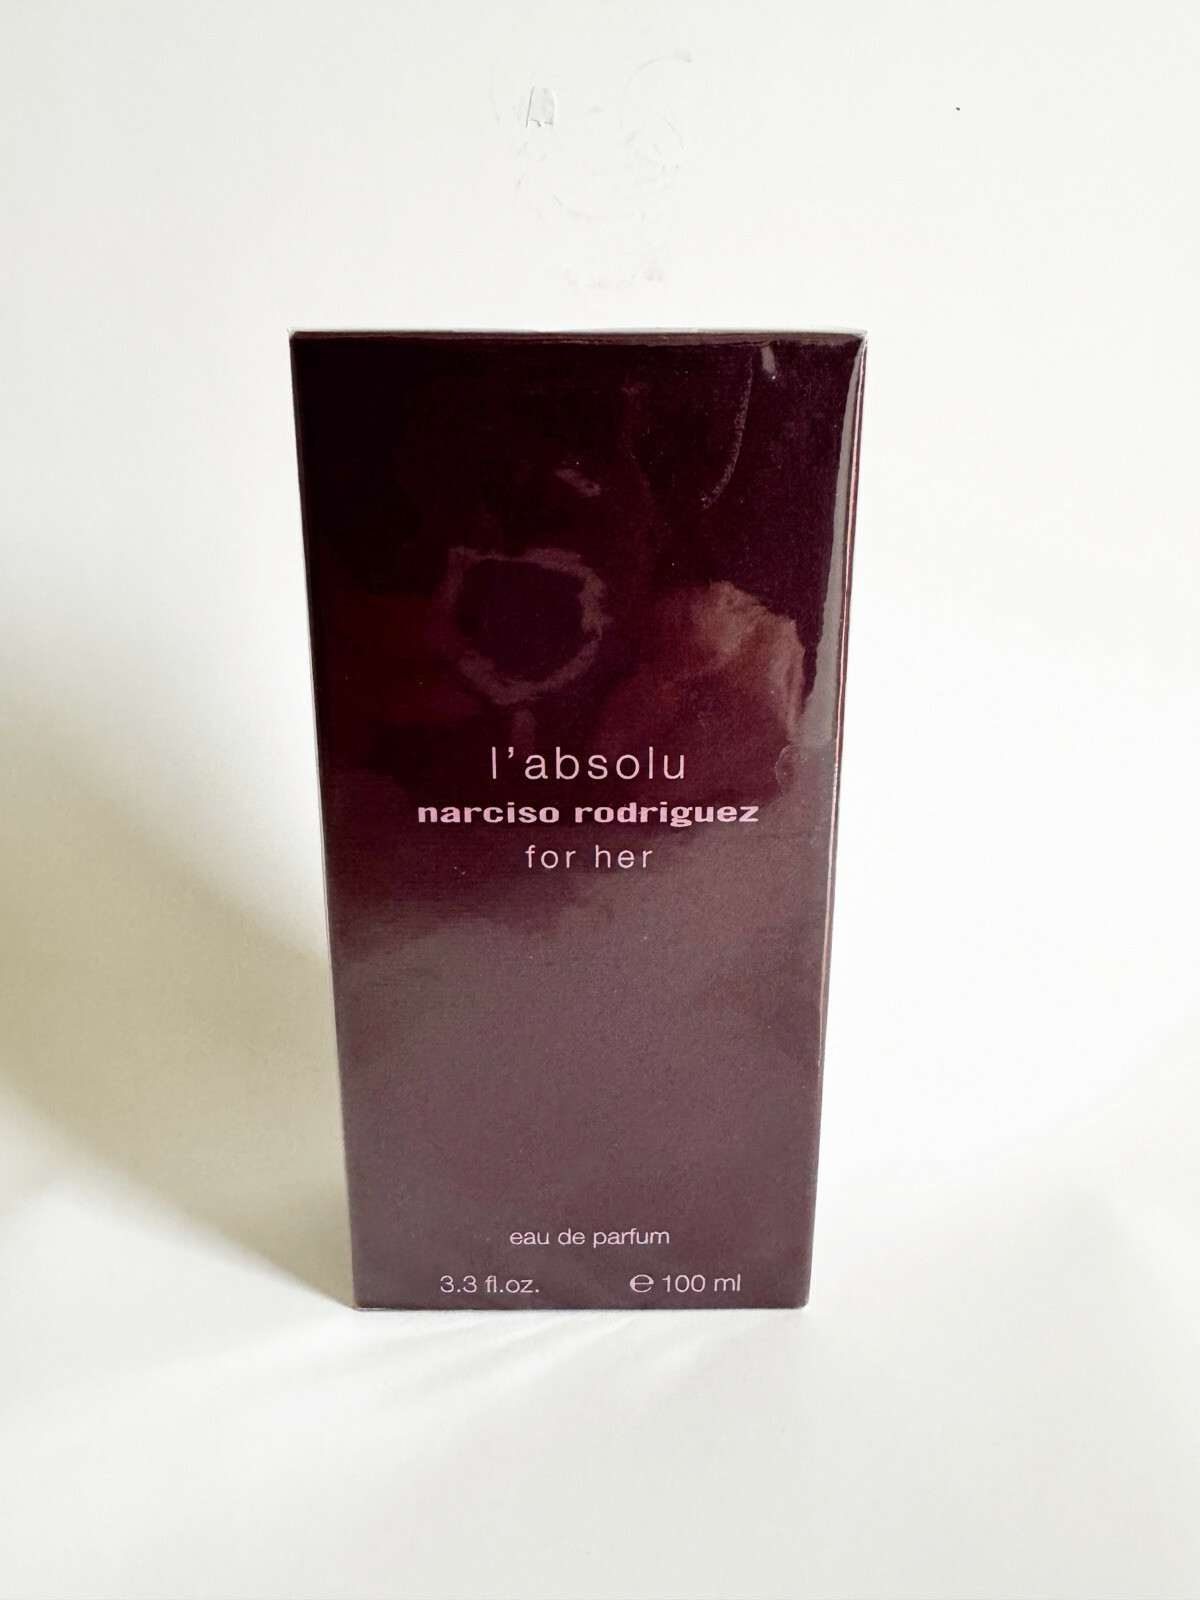 l'absolu
narciso rodriguez
for her
eau de parfum
3.3 fl.oz. ℮ 100 ml